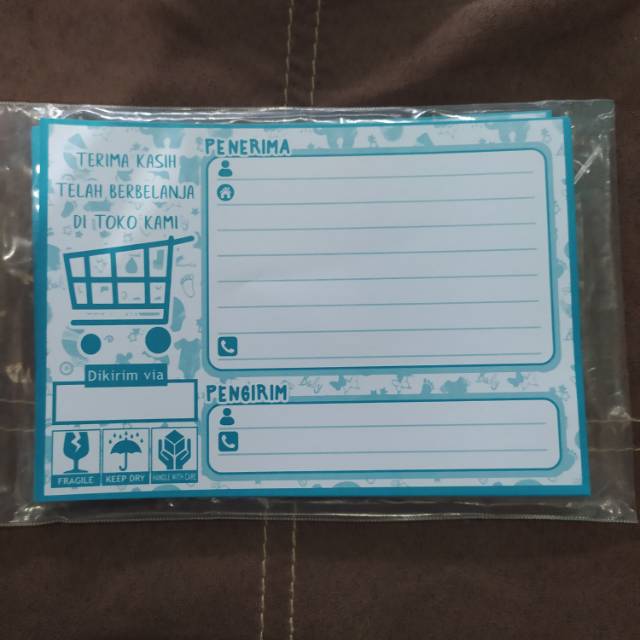 TERIMA KASIH
TELAH BERBELANJA
DI TOKO KAMI
Dikirim via
FRAGILE
KEEP DRY
HANDLE WITH CARE
PENERIMA
PENGIRIM